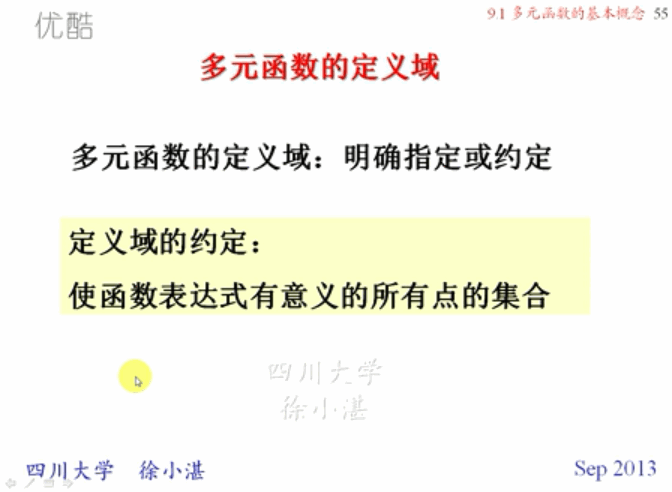 优酷
9.1 多元函数的基本概念 55
多元函数的定义域
多元函数的定义域：明确指定或约定
定义域的约定：
使函数表达式有意义的所有点的集合
四川大学
徐小湛
四川大学 徐小湛
Sep 2013